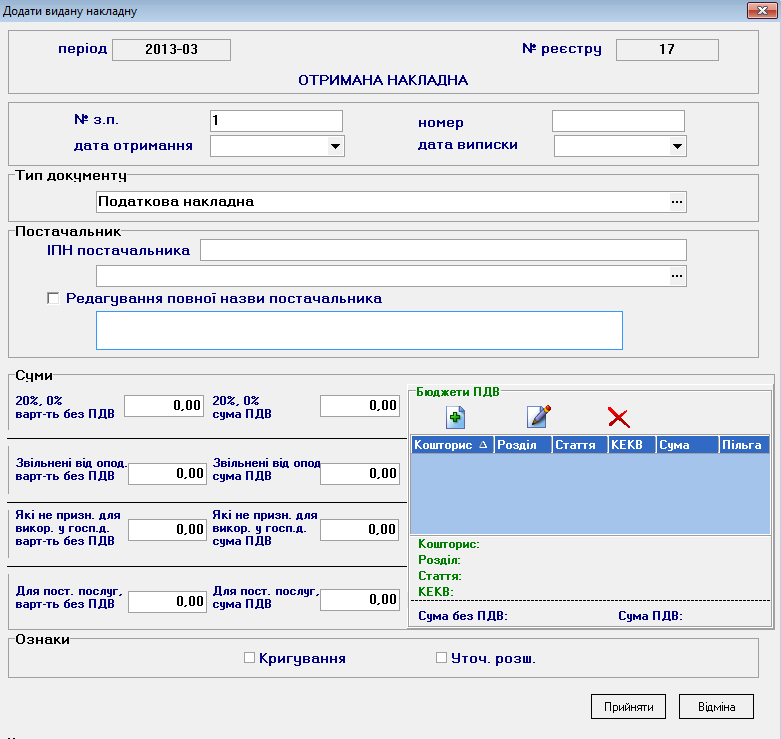 Додати видану накладну
період 2013-03 № реєстру 17
ОТРИМАНА НАКЛАДНА
№ з.п. 1 номер
дата отримання дата виписки
Тип документу
Податкова накладна ...
Постачальник
ІПН постачальника
...
Редагування повної назви постачальника
Суми
20%, 0%
варт-ть без ПДВ
0,00
20%, 0%
сума ПДВ
0,00
Звільнені від опод.
варт-ть без ПДВ
0,00
Звільнені від опод
сума ПДВ
0,00
Які не призн. для
викор. у госп.д.
варт-ть без ПДВ
0,00
Які не призн. для
викор. у госп.д.
сума ПДВ
0,00
Для пост. послуг,
варт-ть без ПДВ
0,00
Для пост. послуг,
сума ПДВ
0,00
Бюджети ПДВ
Кошторис Розділ Стаття КЕКВ Сума Пільга
Кошторис:
Розділ:
Стаття:
КЕКВ:
Сума без ПДВ: Сума ПДВ:
Ознаки
Кригування Уточ. розш.
Прийняти Відміна